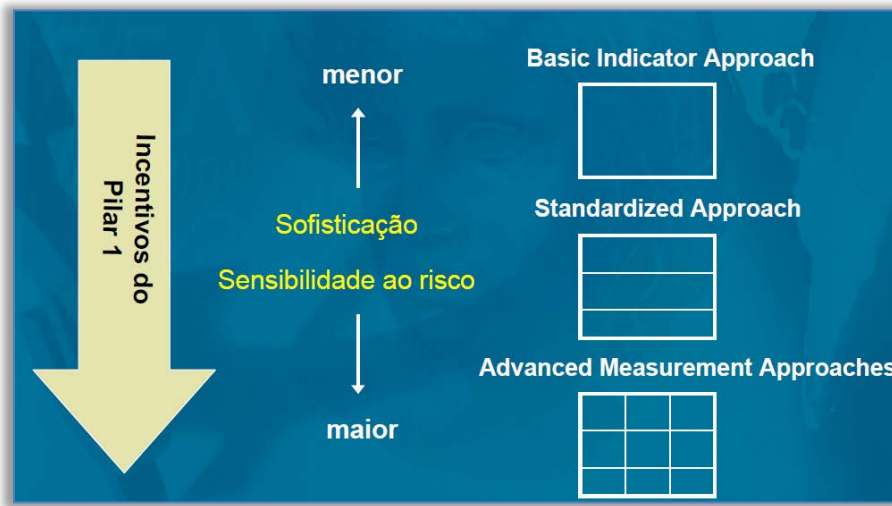 Incentivos do
Pilar 1
menor
Sofisticação
Sensibilidade ao risco
maior
Basic Indicator Approach
Standardized Approach
Advanced Measurement Approaches